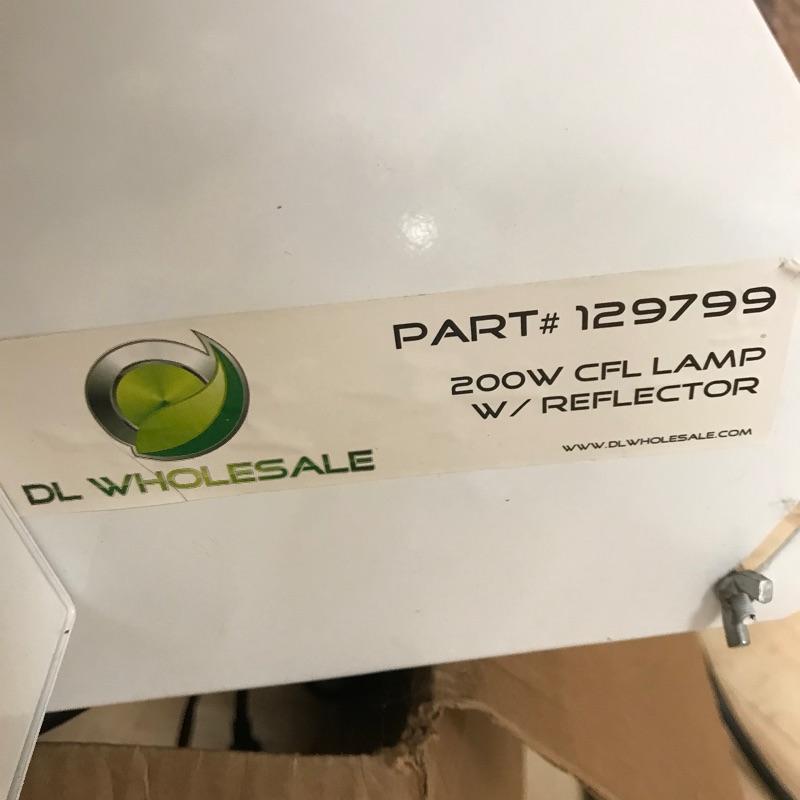 PART# 129799
200W CFL LAMP
W/ REFLECTOR
WWW.DLWHOLESALE.COM
DL WHOLESALE